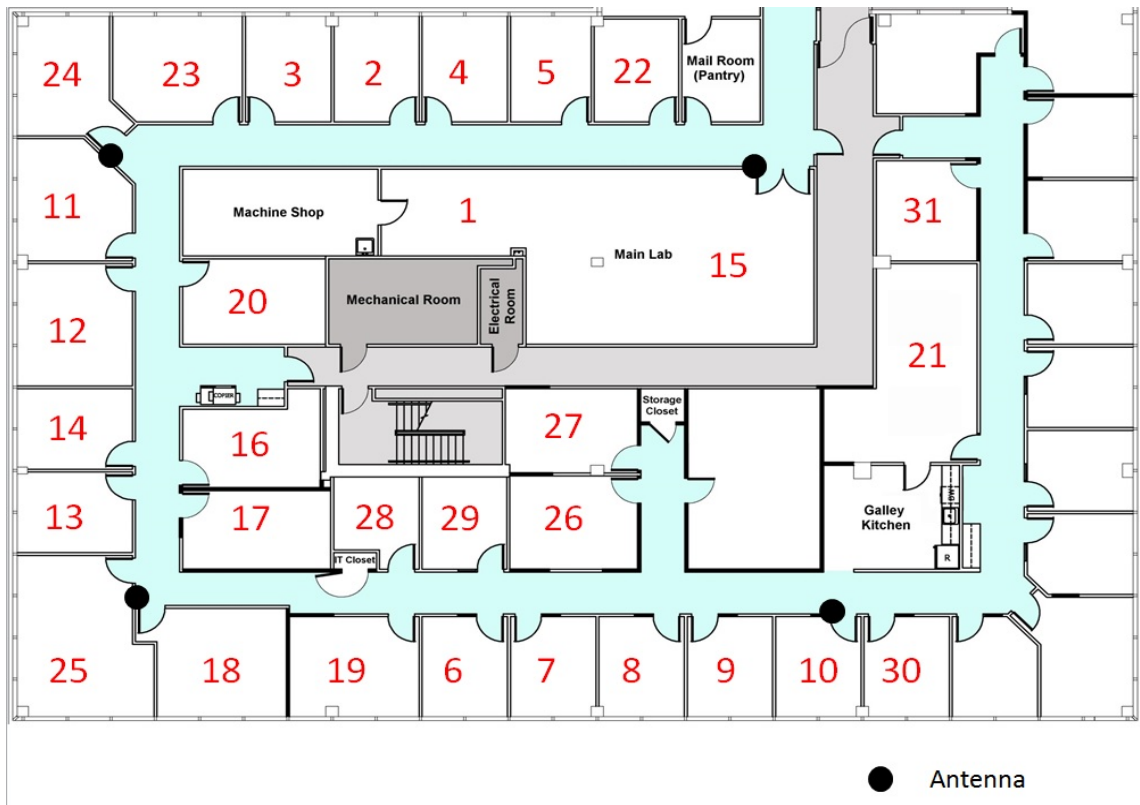 24
23
3
2
4
5
22
Mail Room
(Pantry)
11
Machine Shop
1
31
Main Lab
15
20
Mechanical Room
Electrical
Room
12
21
COPIER
Storage
Closet
14
16
27
13
17
28
29
26
DW
Galley
Kitchen
IT Closet
R
25
18
19
6
7
8
9
10
30
Antenna